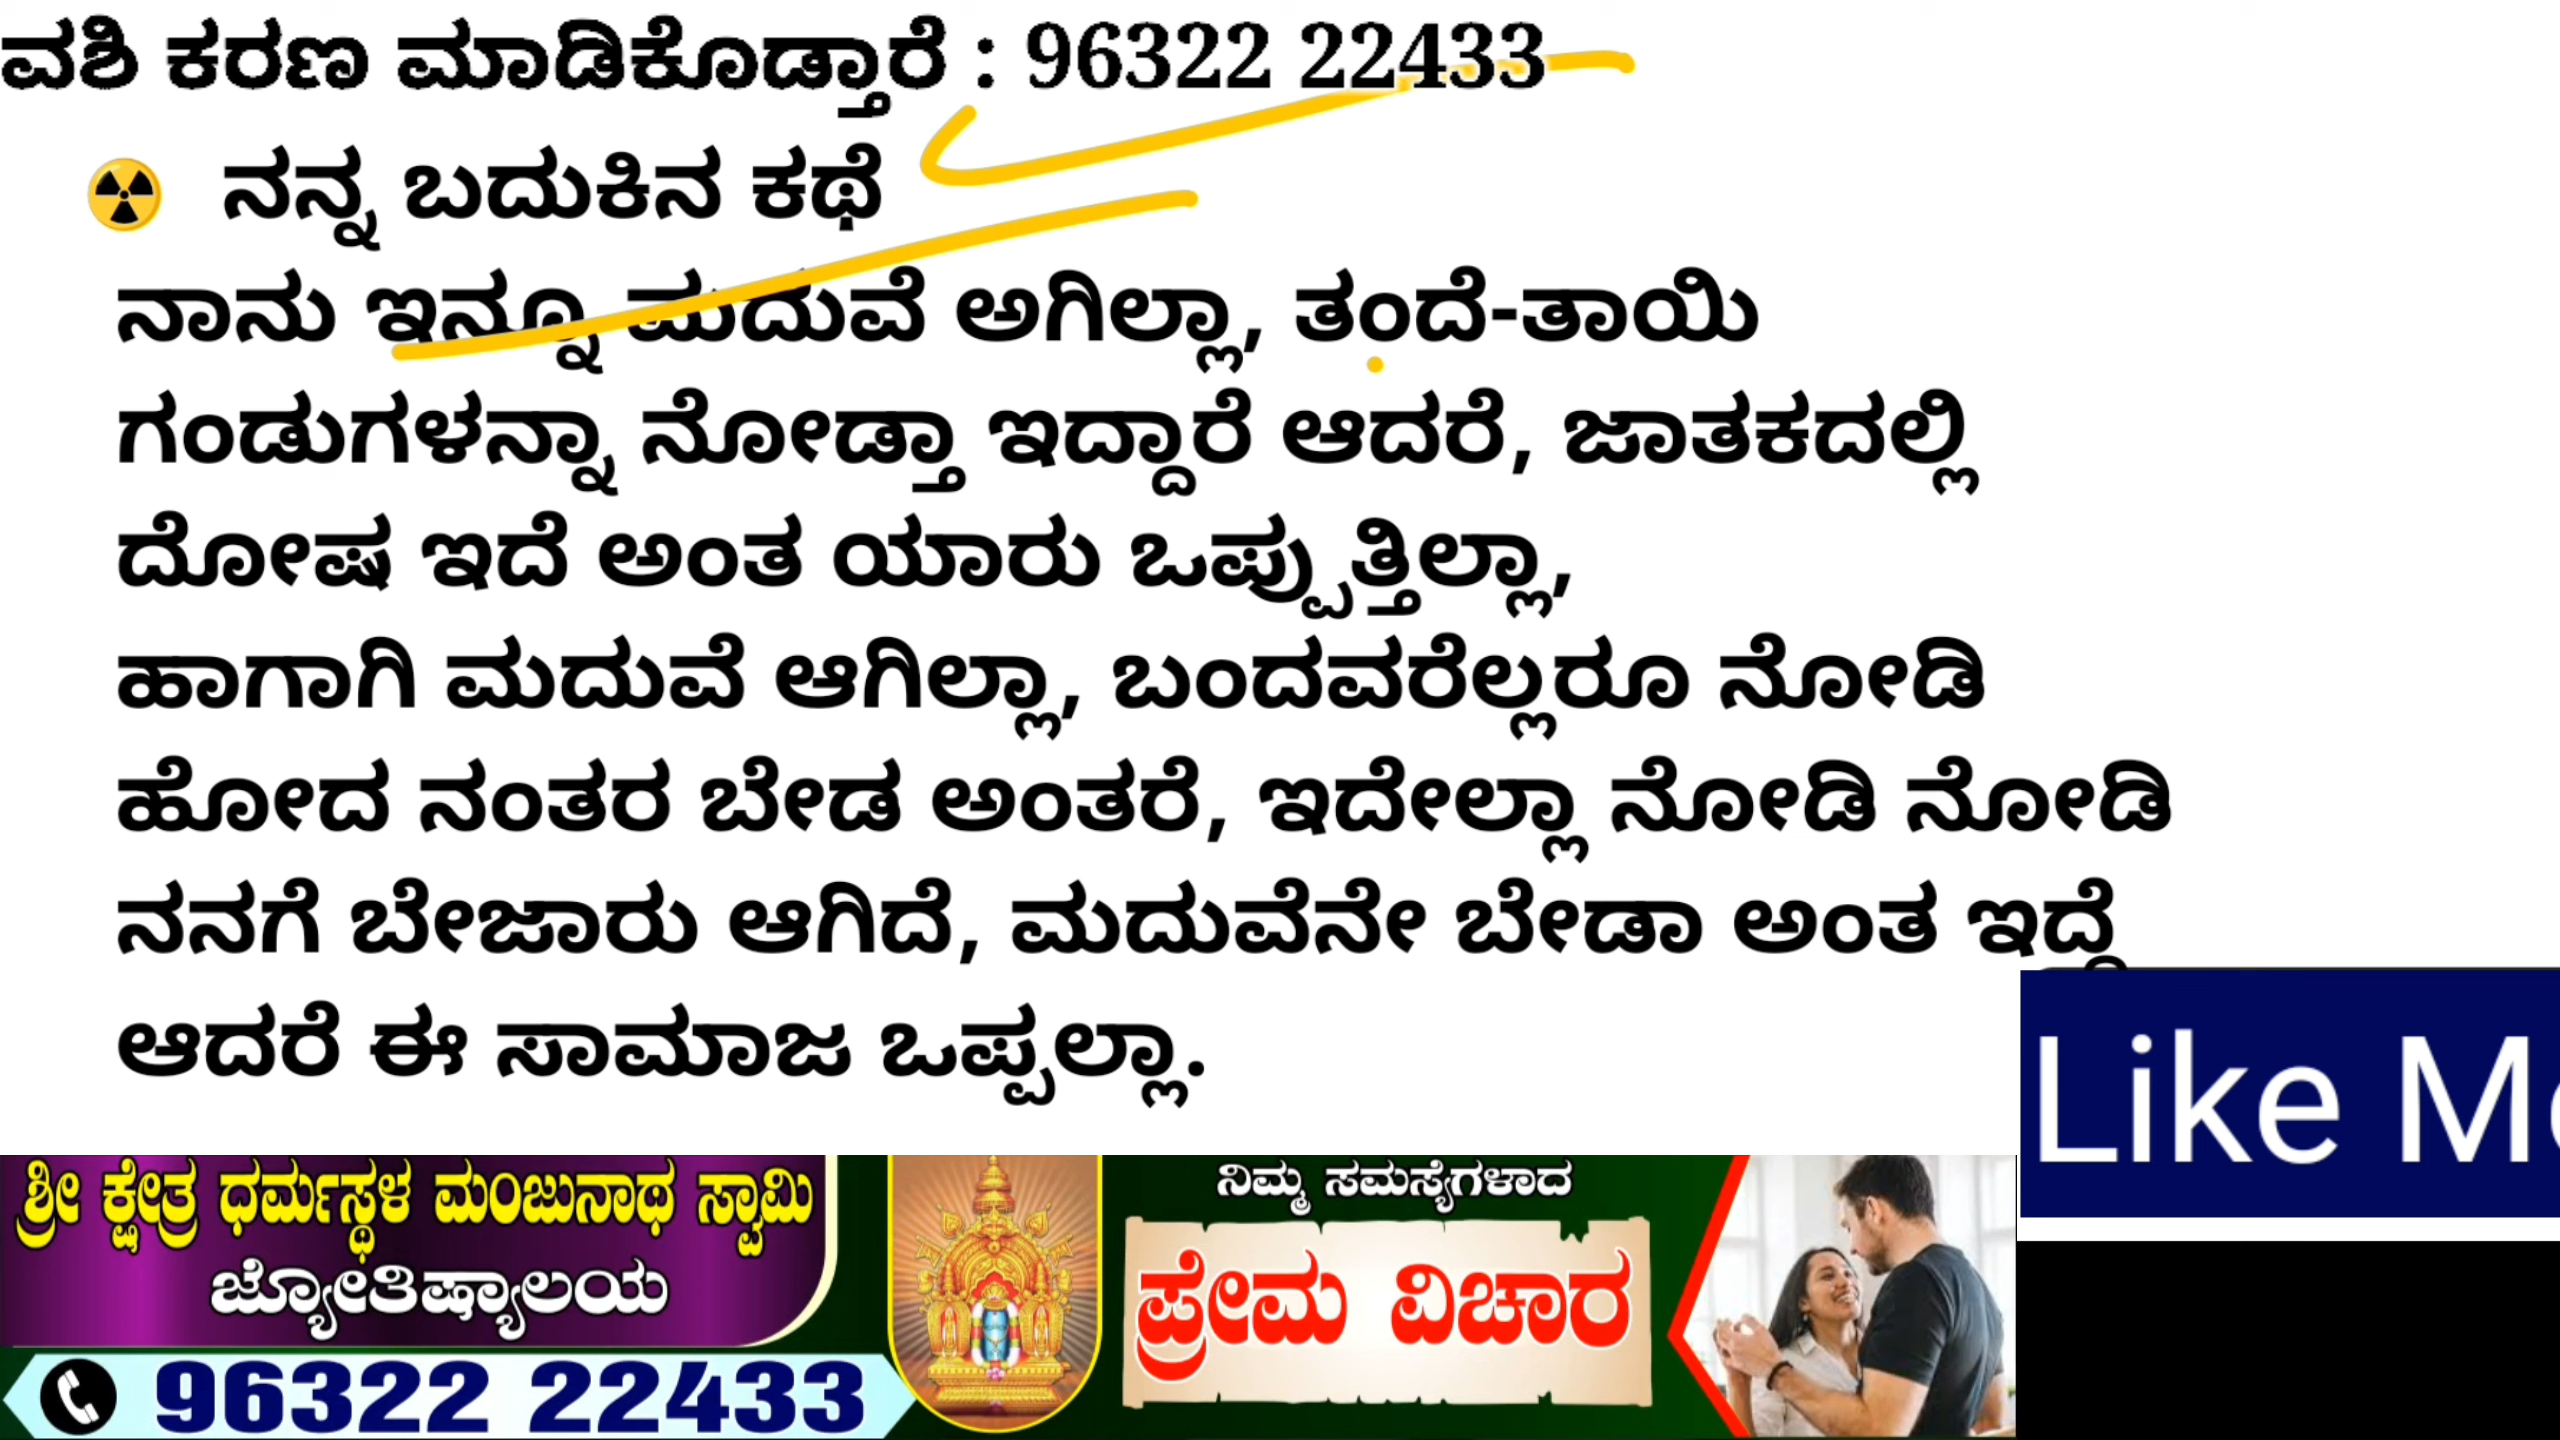 ವಶಿ ಕರಣ ಮಾಡಿಕೊಡ್ತಾರೆ : 96322 22433
ನನ್ನ ಬದುಕಿನ ಕಥೆ
ನಾನು ಇನ್ನೂ ಮದುವೆ ಅಗಿಲ್ಲಾ, ತಂದೆ-ತಾಯಿ
ಗಂಡುಗಳನ್ನಾ ನೋಡ್ತಾ ಇದ್ದಾರೆ ಆದರೆ, ಜಾತಕದಲ್ಲಿ
ದೋಷ ಇದೆ ಅಂತ ಯಾರು ಒಪ್ಪುತ್ತಿಲ್ಲಾ,
ಹಾಗಾಗಿ ಮದುವೆ ಆಗಿಲ್ಲಾ, ಬಂದವರೆಲ್ಲರೂ ನೋಡಿ
ಹೋದ ನಂತರ ಬೇಡ ಅಂತರೆ, ಇದೇಲ್ಲಾ ನೋಡಿ ನೋಡಿ
ನನಗೆ ಬೇಜಾರು ಆಗಿದೆ, ಮದುವೆನೇ ಬೇಡಾ ಅಂತ ಇದ್ದೆ
ಆದರೆ ಈ ಸಾಮಾಜ ಒಪ್ಪಲ್ಲಾ.
Like
ಶ್ರೀ ಕ್ಷೇತ್ರ ಧರ್ಮಸ್ಥಳ ಮಂಜುನಾಥ ಸ್ವಾಮಿ
ಜ್ಯೋತಿಷ್ಯಾಲಯ
96322 22433
ನಿಮ್ಮ ಸಮಸ್ಯೆಗಳಾದ
ಪ್ರೇಮ ವಿಚಾರ